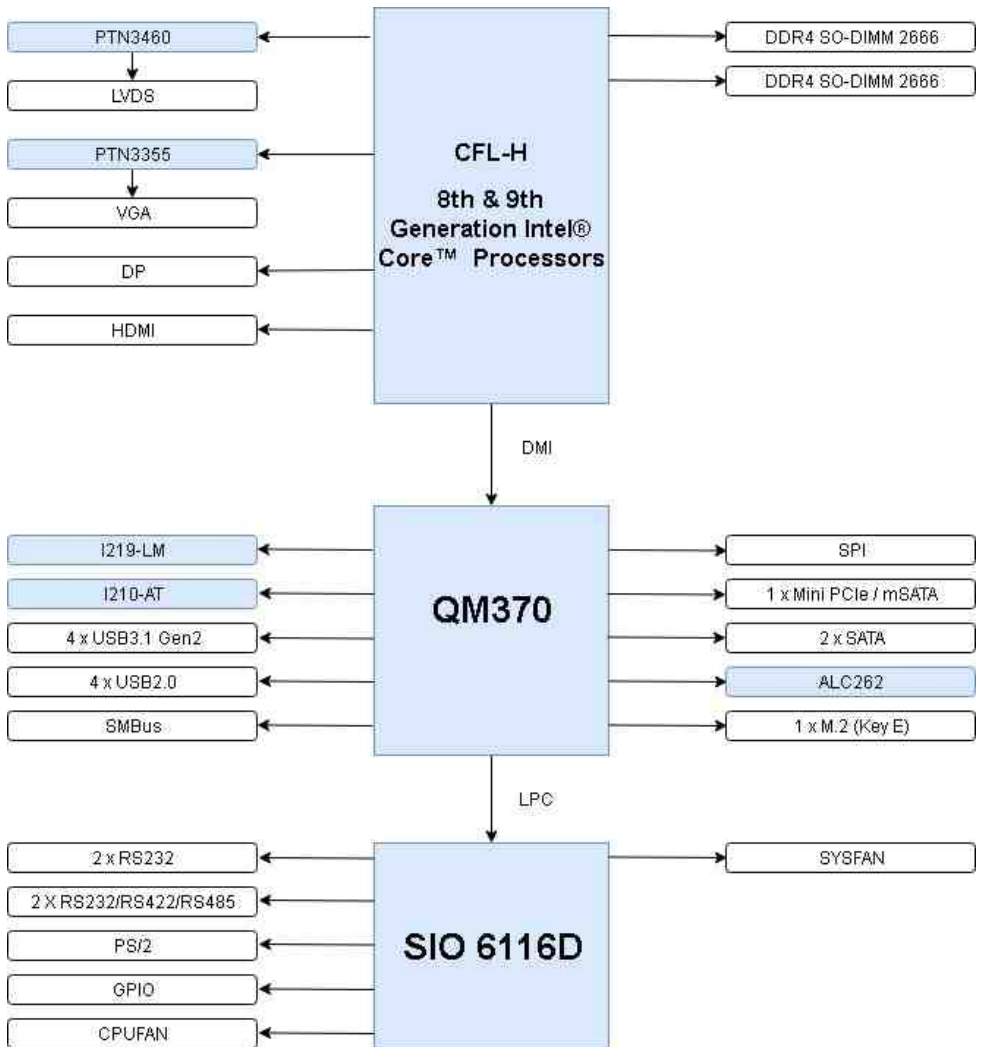 PTN3460
DDR4 SO-DIMM 2666
LVDS
DDR4 SO-DIMM 2666
PTN3355
VGA
DP
HDMI
CFL-H
8th & 9th
Generation Intel®
Core™ Processors
DMI
I219-LM
I210-AT
4 x USB3.1 Gen2
4 x USB2.0
SMBus
QM370
SPI
1 x Mini PCIe / mSATA
2 x SATA
ALC262
1 x M.2 (Key E)
LPC
2 x RS232
2 X RS232/RS422/RS485
PS/2
GPIO
CPUFAN
SIO 6116D
SYSFAN